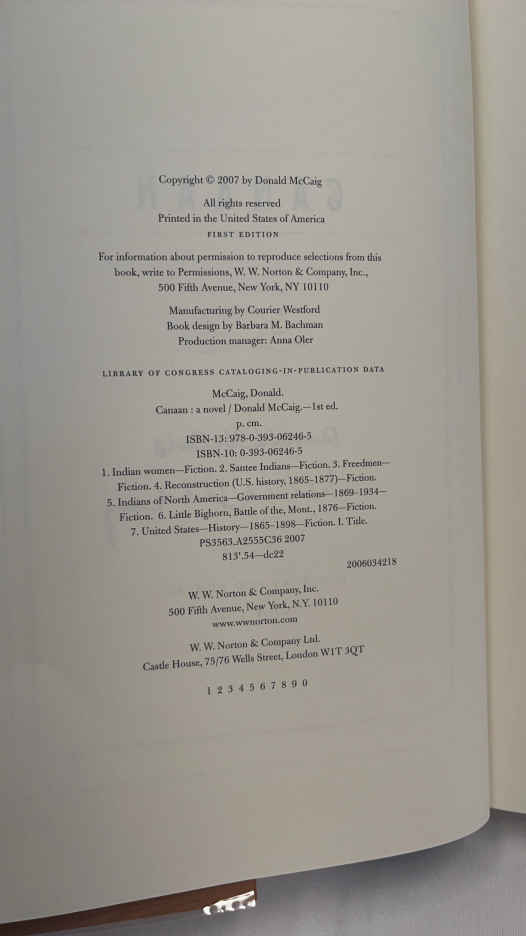 Copyright © 2007 by Donald McCaig
All rights reserved
Printed in the United States of America
FIRST EDITION
For information about permission to reproduce selections from this
book, write to Permissions, W. W. Norton & Company, Inc.,
500 Fifth Avenue, New York, NY 10110
Manufacturing by Courier Westford
Book design by Barbara M. Bachman
Production manager: Anna Oler
LIBRARY OF CONGRESS CATALOGING-IN-PUBLICATION DATA
McCaig, Donald.
Canaan : a novel / Donald McCaig.—1st ed.
p. cm.
ISBN-13: 978-0-393-06246-5
ISBN-10: 0-393-06246-5
1. Indian women—Fiction. 2. Santee Indians—Fiction. 3. Freedmen—
Fiction. 4. Reconstruction (U.S. history, 1865–1877)—Fiction.
5. Indians of North America—Government relations—1869–1934—
Fiction. 6. Little Bighorn, Battle of the, Mont., 1876—Fiction.
7. United States—History—1865–1898—Fiction. I. Title.
PS3563.A2555C36 2007
813'.54—dc22
2006034218
W. W. Norton & Company, Inc.
500 Fifth Avenue, New York, N.Y. 10110
www.wwnorton.com
W. W. Norton & Company Ltd.
Castle House, 75/76 Wells Street, London W1T 3QT
1 2 3 4 5 6 7 8 9 0